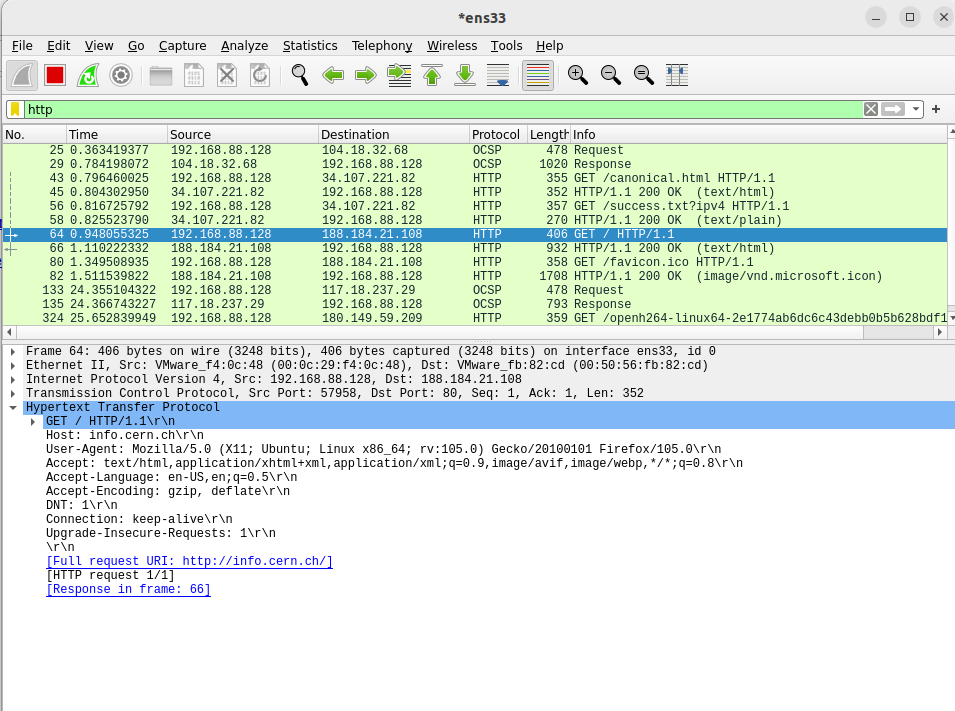 *ens33
File Edit View Go Capture Analyze Statistics Telephony Wireless Tools Help
http
No. Time Source Destination Protocol Length Info
25 0.363419377 192.168.88.128 104.18.32.68 OCSP 478 Request
29 0.784198072 104.18.32.68 192.168.88.128 OCSP 1020 Response
43 0.796460025 192.168.88.128 34.107.221.82 HTTP 355 GET /canonical.html HTTP/1.1
45 0.804302950 34.107.221.82 192.168.88.128 HTTP 352 HTTP/1.1 200 OK (text/html)
56 0.816725792 192.168.88.128 34.107.221.82 HTTP 357 GET /success.txt?ipv4 HTTP/1.1
58 0.825523790 34.107.221.82 192.168.88.128 HTTP 270 HTTP/1.1 200 OK (text/plain)
64 0.948055325 192.168.88.128 188.184.21.108 HTTP 406 GET / HTTP/1.1
66 1.110222332 188.184.21.108 192.168.88.128 HTTP 932 HTTP/1.1 200 OK (text/html)
80 1.349508935 192.168.88.128 188.184.21.108 HTTP 358 GET /favicon.ico HTTP/1.1
82 1.511539822 188.184.21.108 192.168.88.128 HTTP 1708 HTTP/1.1 200 OK (image/vnd.microsoft.icon)
133 24.355104322 192.168.88.128 117.18.237.29 OCSP 478 Request
135 24.366743227 117.18.237.29 192.168.88.128 OCSP 793 Response
324 25.652839949 192.168.88.128 180.149.59.209 HTTP 359 GET /openh264-linux64-2e1774ab6dc6c43debb0b5b628bdf1
Frame 64: 406 bytes on wire (3248 bits), 406 bytes captured (3248 bits) on interface ens33, id 0
Ethernet II, Src: VMware_f4:0c:48 (00:0c:29:f4:0c:48), Dst: VMware_fb:82:cd (00:50:56:fb:82:cd)
Internet Protocol Version 4, Src: 192.168.88.128, Dst: 188.184.21.108
Transmission Control Protocol, Src Port: 57958, Dst Port: 80, Seq: 1, Ack: 1, Len: 352
Hypertext Transfer Protocol
GET / HTTP/1.1\r\n
Host: info.cern.ch\r\n
User-Agent: Mozilla/5.0 (X11; Ubuntu; Linux x86_64; rv:105.0) Gecko/20100101 Firefox/105.0\r\n
Accept: text/html,application/xhtml+xml,application/xml;q=0.9,image/avif,image/webp,*/*;q=0.8\r\n
Accept-Language: en-US,en;q=0.5\r\n
Accept-Encoding: gzip, deflate\r\n
DNT: 1\r\n
Connection: keep-alive\r\n
Upgrade-Insecure-Requests: 1\r\n
\r\n
[Full request URI: http://info.cern.ch/]
[HTTP request 1/1]
[Response in frame: 66]